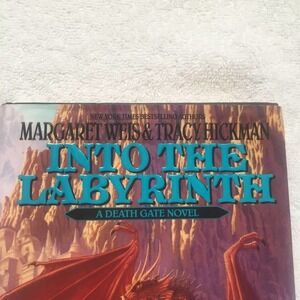 NEW YORK TIMES BESTSELLING AUTHORS
MARGARET WEIS & TRACY HICKMAN
INTO THE
LABYRINTH
A DEATH GATE NOVEL